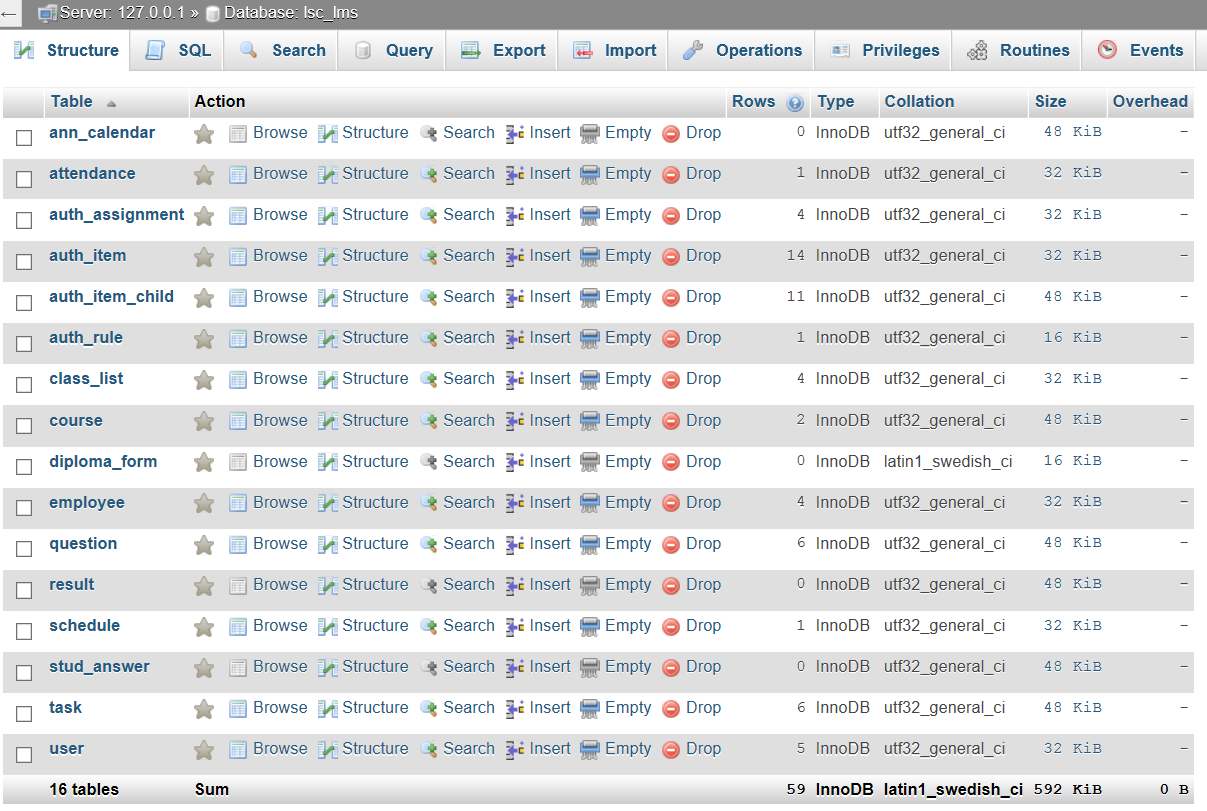 ← Server: 127.0.0.1 » Database: lsc_lms
Structure SQL Search Query Export Import Operations Privileges Routines Events
Table Action Rows Type Collation Size Overhead
ann_calendar Browse Structure Search Insert Empty Drop 0 InnoDB utf32_general_ci 48 KiB -
attendance Browse Structure Search Insert Empty Drop 1 InnoDB utf32_general_ci 32 KiB -
auth_assignment Browse Structure Search Insert Empty Drop 4 InnoDB utf32_general_ci 32 KiB -
auth_item Browse Structure Search Insert Empty Drop 14 InnoDB utf32_general_ci 32 KiB -
auth_item_child Browse Structure Search Insert Empty Drop 11 InnoDB utf32_general_ci 48 KiB -
auth_rule Browse Structure Search Insert Empty Drop 1 InnoDB utf32_general_ci 16 KiB -
class_list Browse Structure Search Insert Empty Drop 4 InnoDB utf32_general_ci 32 KiB -
course Browse Structure Search Insert Empty Drop 2 InnoDB utf32_general_ci 48 KiB -
diploma_form Browse Structure Search Insert Empty Drop 0 InnoDB latin1_swedish_ci 16 KiB -
employee Browse Structure Search Insert Empty Drop 4 InnoDB utf32_general_ci 32 KiB -
question Browse Structure Search Insert Empty Drop 6 InnoDB utf32_general_ci 48 KiB -
result Browse Structure Search Insert Empty Drop 0 InnoDB utf32_general_ci 48 KiB -
schedule Browse Structure Search Insert Empty Drop 1 InnoDB utf32_general_ci 32 KiB -
stud_answer Browse Structure Search Insert Empty Drop 0 InnoDB utf32_general_ci 48 KiB -
task Browse Structure Search Insert Empty Drop 6 InnoDB utf32_general_ci 48 KiB -
user Browse Structure Search Insert Empty Drop 5 InnoDB utf32_general_ci 32 KiB -
16 tables Sum 59 InnoDB latin1_swedish_ci 592 KiB 0 B